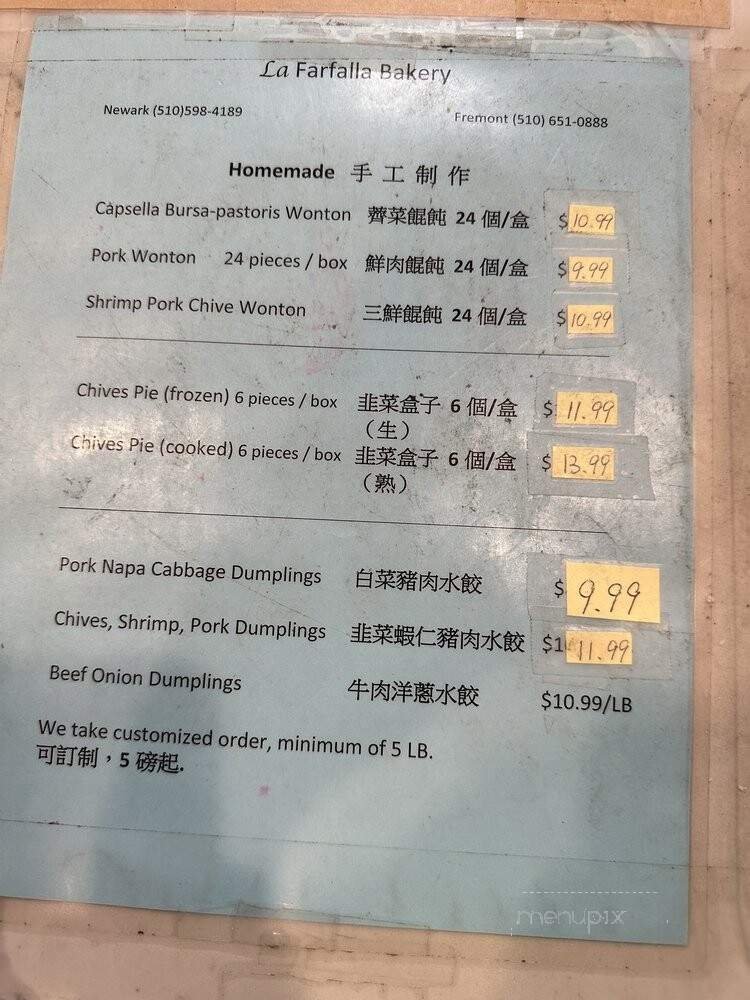 La Farfalla Bakery
Newark (510)598-4189 Fremont (510) 651-0888
Homemade 手工制作
Capsella Bursa-pastoris Wonton 薺菜餛飩 24 個/盒 $10.99
Pork Wonton 24 pieces / box 鮮肉餛飩 24 個/盒 $9.99
Shrimp Pork Chive Wonton 三鮮餛飩 24 個/盒 $10.99
Chives Pie (frozen) 6 pieces / box 韭菜盒子 6 個/盒 $11.99
（生）
Chives Pie (cooked) 6 pieces / box 韭菜盒子 6 個/盒 $13.99
（熟）
Pork Napa Cabbage Dumplings 白菜豬肉水餃 $9.99
Chives, Shrimp, Pork Dumplings 韭菜蝦仁豬肉水餃 $1 11.99
Beef Onion Dumplings 牛肉洋蔥水餃 $10.99/LB
We take customized order, minimum of 5 LB.
可訂制，5 磅起.
menupix